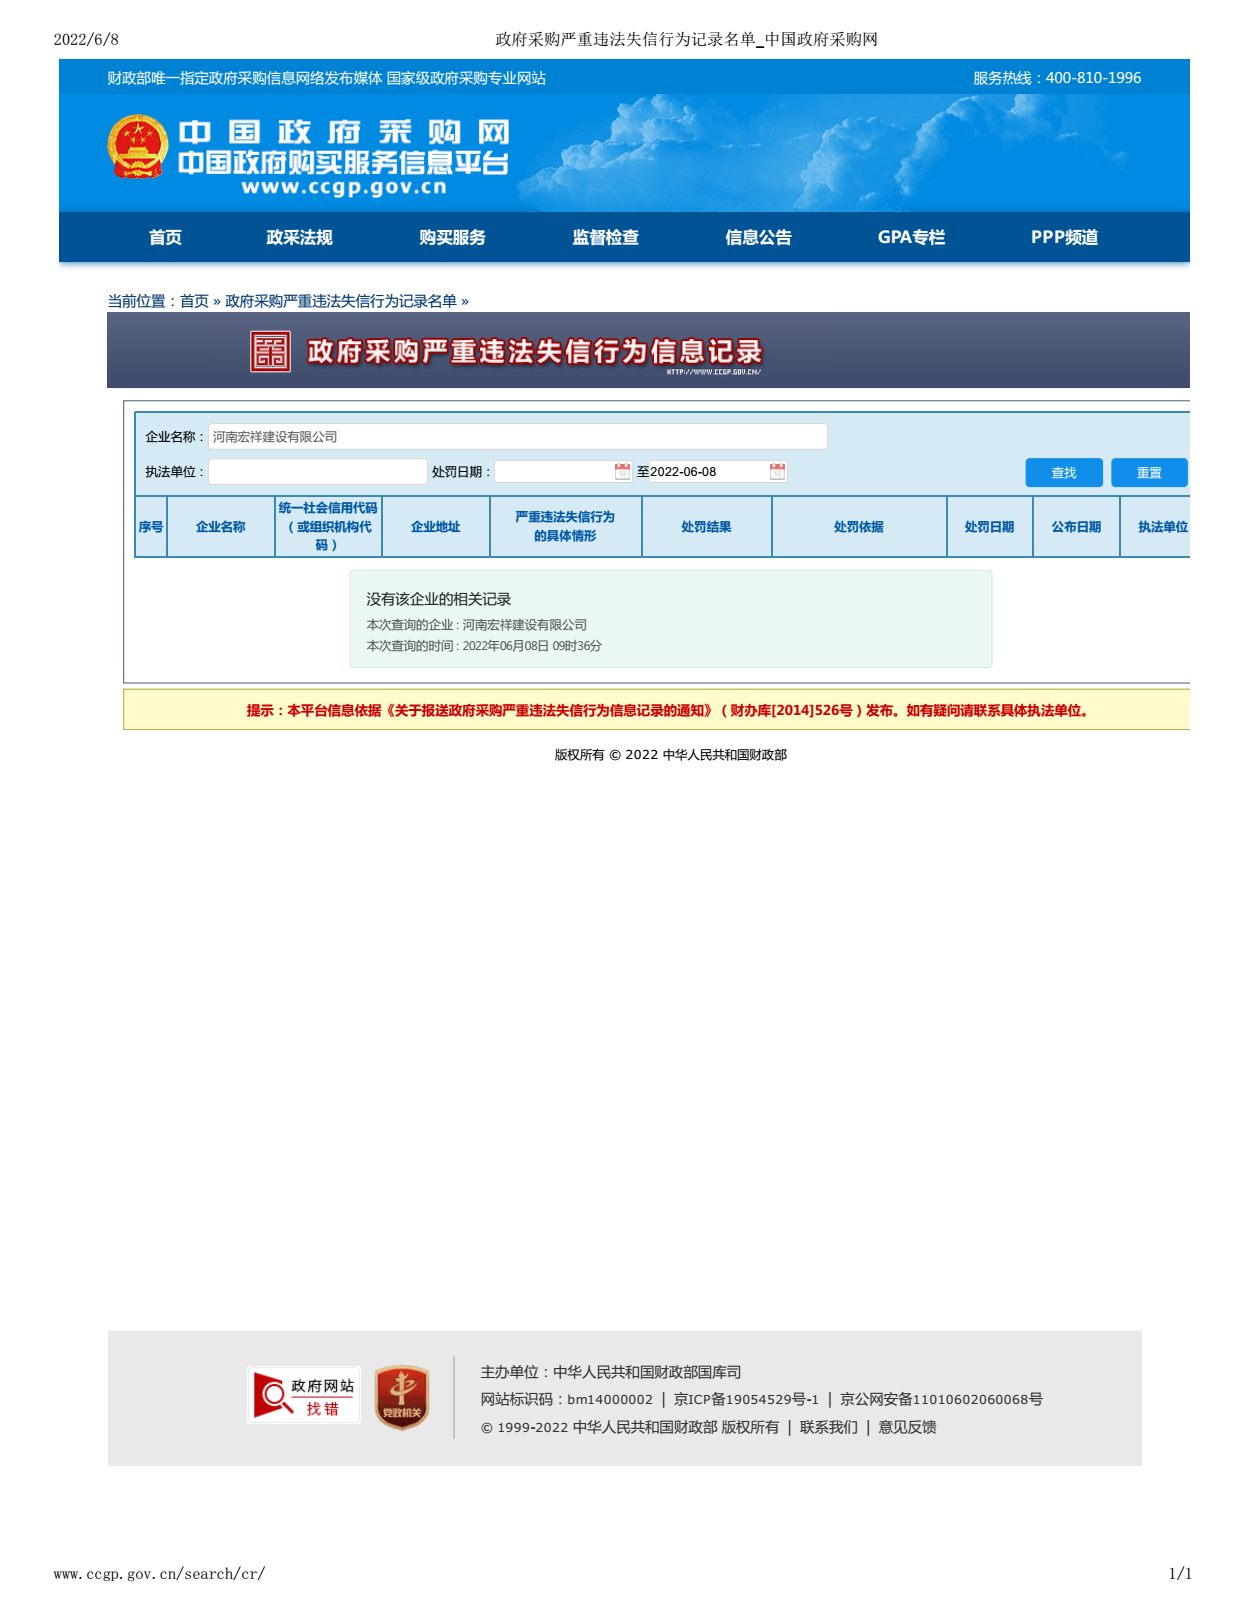 2022/6/8
政府采购严重违法失信行为记录名单_中国政府采购网
财政部唯一指定政府采购信息网络发布媒体 国家级政府采购专业网站
服务热线：400-810-1996
中国政府采购网
中国政府购买服务信息平台
www.ccgp.gov.cn
首页 政采法规 购买服务 监督检查 信息公告 GPA专栏 PPP频道
当前位置：首页 » 政府采购严重违法失信行为记录名单 »
政府采购严重违法失信行为信息记录
HTTP://WWW.CCGP.GOV.CN/
企业名称：河南宏祥建设有限公司
执法单位： 处罚日期： 至2022-06-08 查找 重置
序号 企业名称 统一社会信用代码（或组织机构代码） 企业地址 严重违法失信行为的具体情形 处罚结果 处罚依据 处罚日期 公布日期 执法单位
没有该企业的相关记录
本次查询的企业 : 河南宏祥建设有限公司
本次查询的时间 : 2022年06月08日 09时36分
提示：本平台信息依据《关于报送政府采购严重违法失信行为信息记录的通知》（财办库[2014]526号）发布。如有疑问请联系具体执法单位。
版权所有 © 2022 中华人民共和国财政部
政府网站
找错
党政机关
主办单位：中华人民共和国财政部国库司
网站标识码：bm14000002 | 京ICP备19054529号-1 | 京公网安备11010602060068号
© 1999-2022 中华人民共和国财政部 版权所有 | 联系我们 | 意见反馈
www.ccgp.gov.cn/search/cr/
1/1